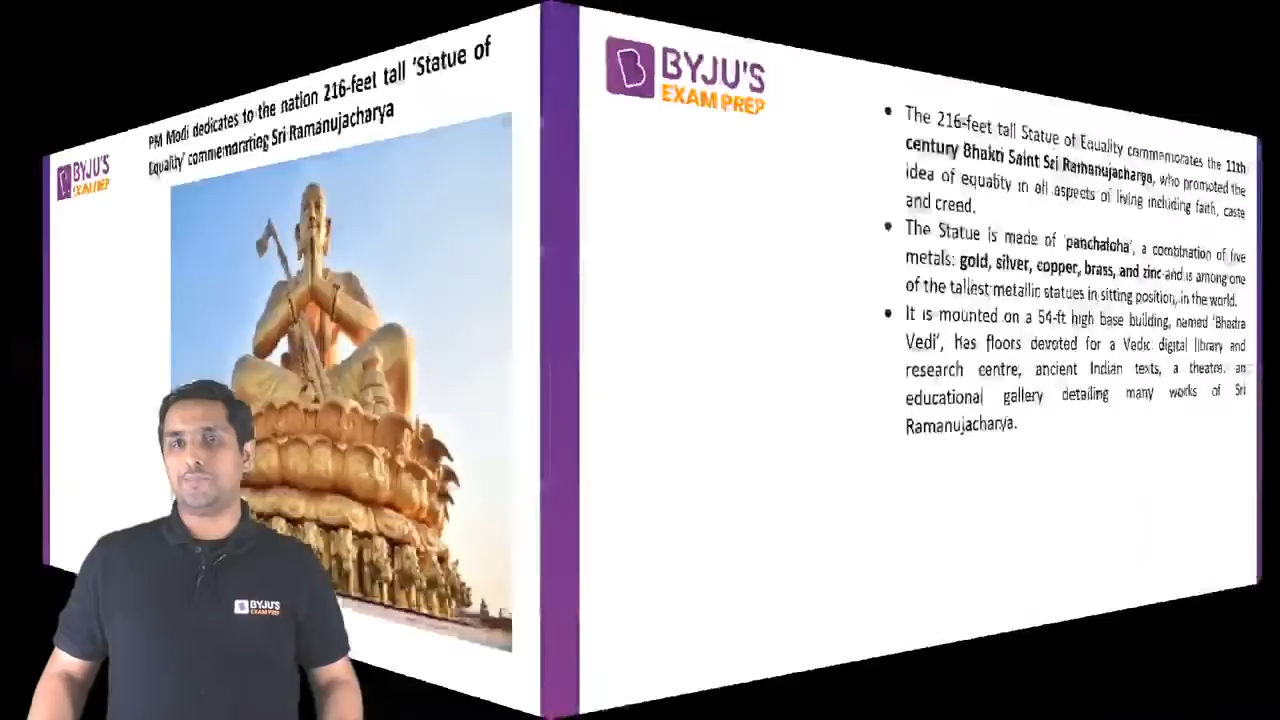 PM Modi dedicates to the nation 216-feet tall ‘Statue of
Equality’ commemorating Sri Ramanujacharya
BYJU'S
EXAM PREP
BYJU'S
EXAM PREP
• The 216-feet tall Statue of Equality commemorates the 11th
century Bhakti Saint Sri Ramanujacharya, who promoted the
idea of equality in all aspects of living including faith, caste
and creed.
• The Statue is made of ‘panchaloha’, a combination of five
metals: gold, silver, copper, brass, and zinc and is among one
of the tallest metallic statues in sitting position, in the world.
• It is mounted on a 54-ft high base building, named ‘Bhadra
Vedi’, has floors devoted for a Vedic digital library and
research centre, ancient Indian texts, a theatre, an
educational gallery detailing many works of Sri
Ramanujacharya.
BYJU'S
EXAM PREP